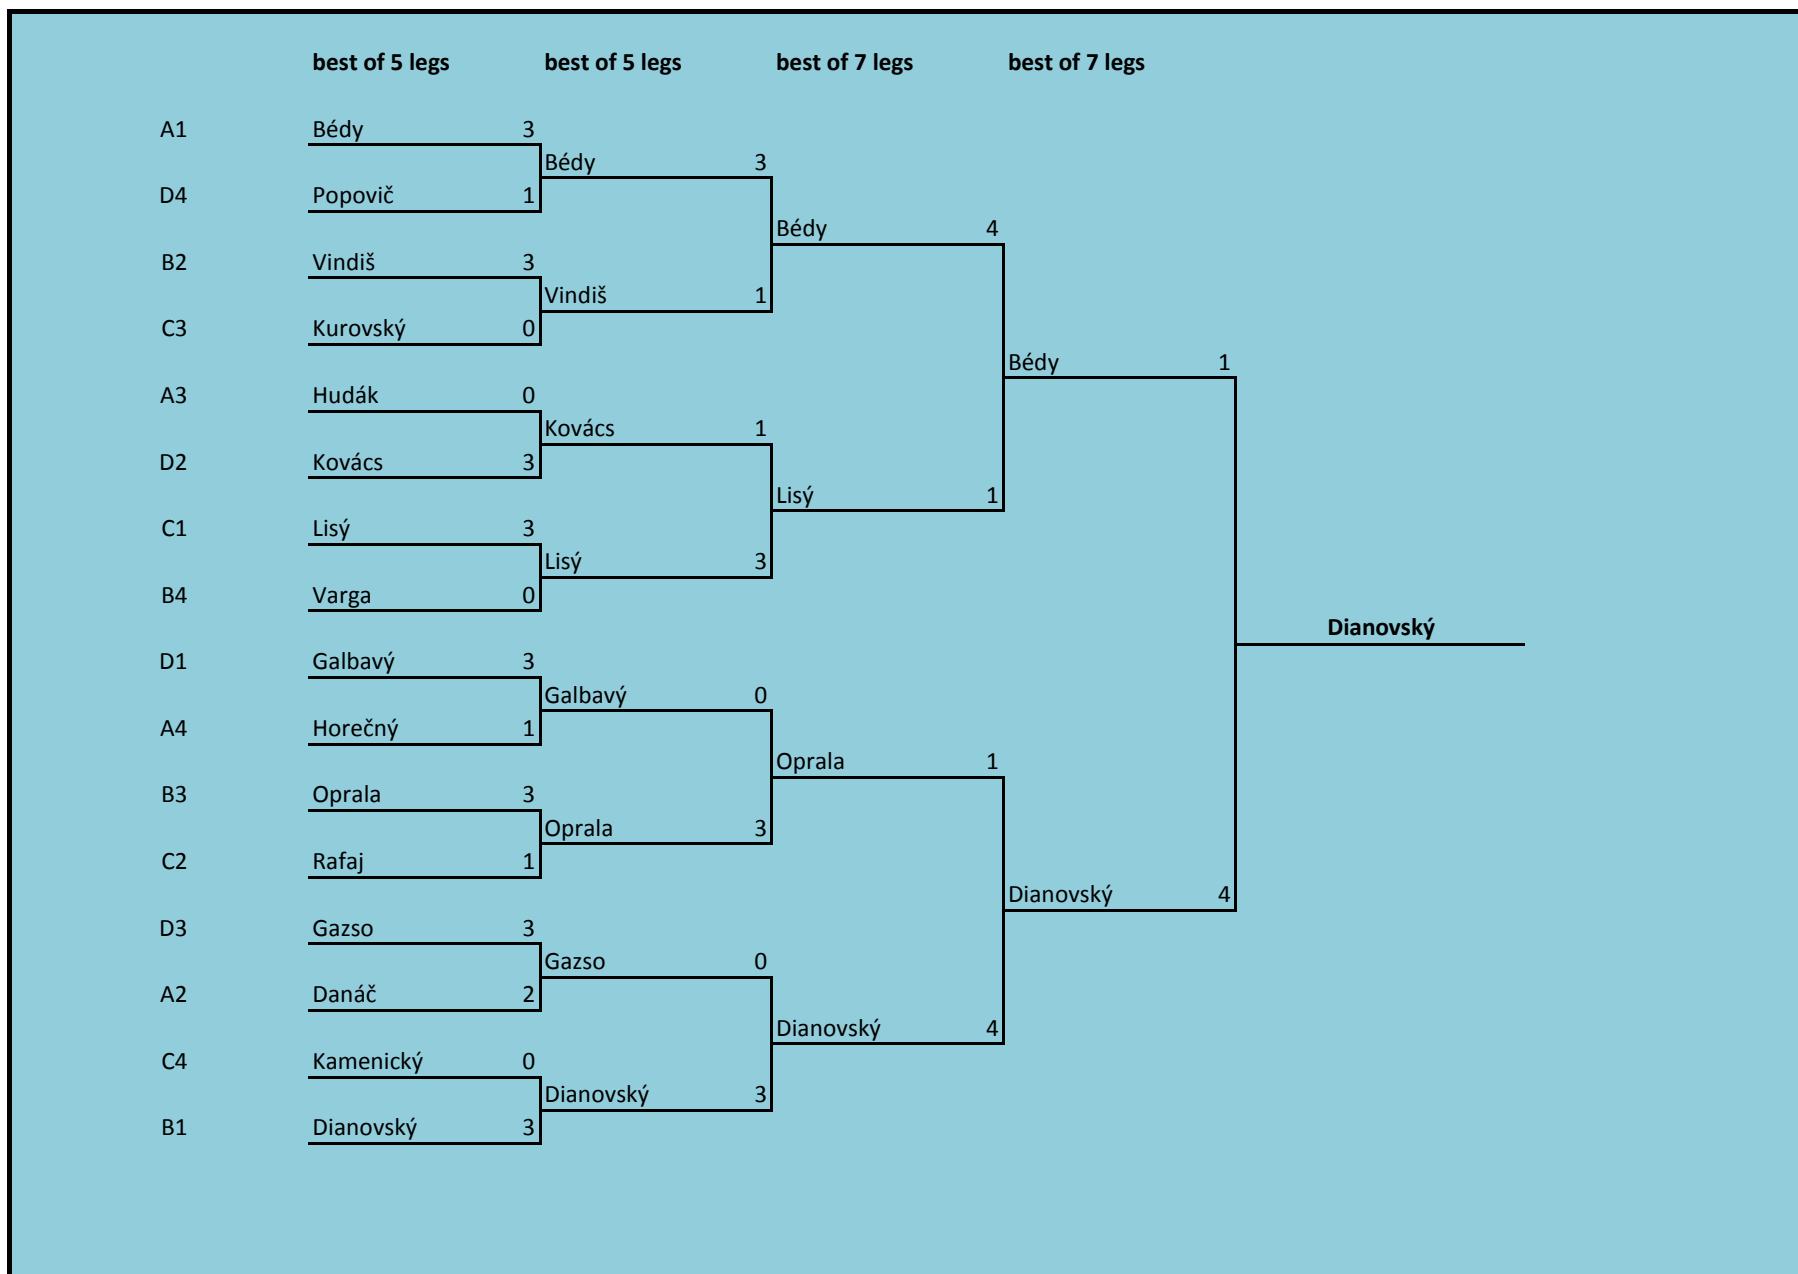 best of 5 legs best of 5 legs best of 7 legs best of 7 legs
A1 Bédy 3
Bédy 3
D4 Popovič 1
Bédy 4
B2 Vindiš 3
Vindiš 1
C3 Kurovský 0
Bédy 1
A3 Hudák 0
Kovács 1
D2 Kovács 3
Lisý 1
C1 Lisý 3
Lisý 3
B4 Varga 0
Dianovský
D1 Galbavý 3
Galbavý 0
A4 Horečný 1
Oprala 1
B3 Oprala 3
Oprala 3
C2 Rafaj 1
Dianovský 4
D3 Gazso 3
Gazso 0
A2 Danáč 2
Dianovský 4
C4 Kamenický 0
Dianovský 3
B1 Dianovský 3